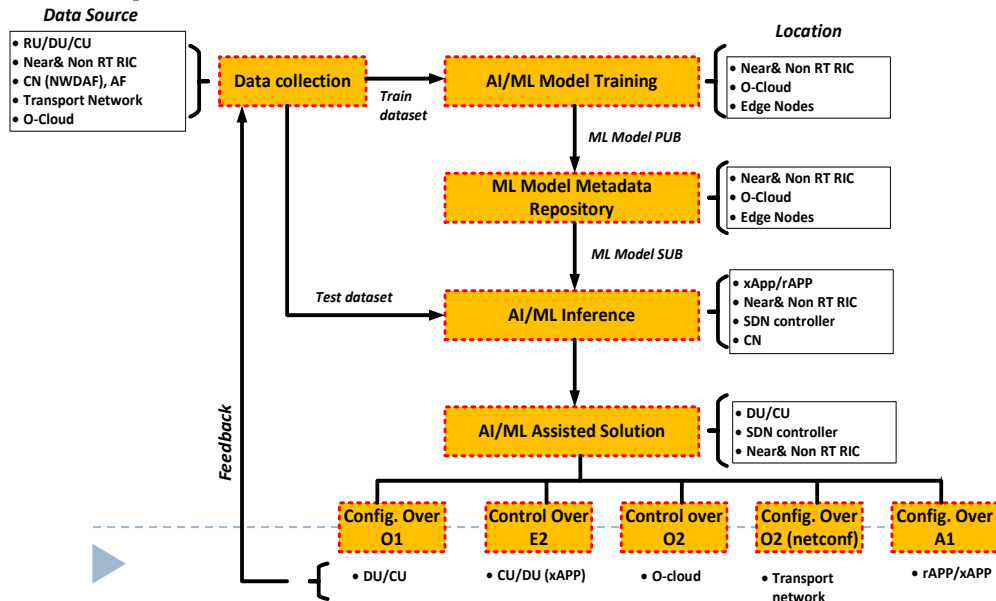 Data Source
• RU/DU/CU
• Near& Non RT RIC
• CN (NWDAF), AF
• Transport Network
• O-Cloud
Data collection
Train
dataset
AI/ML Model Training
Location
• Near& Non RT RIC
• O-Cloud
• Edge Nodes
ML Model PUB
ML Model Metadata
Repository
• Near& Non RT RIC
• O-Cloud
• Edge Nodes
ML Model SUB
Test dataset
AI/ML Inference
• xApp/rAPP
• Near& Non RT RIC
• SDN controller
• CN
AI/ML Assisted Solution
• DU/CU
• SDN controller
• Near& Non RT RIC
Feedback
Config. Over
O1
Control Over
E2
Control over
O2
Config. Over
O2 (netconf)
Config. Over
A1
• DU/CU
• CU/DU (xAPP)
• O-cloud
• Transport
network
• rAPP/xAPP